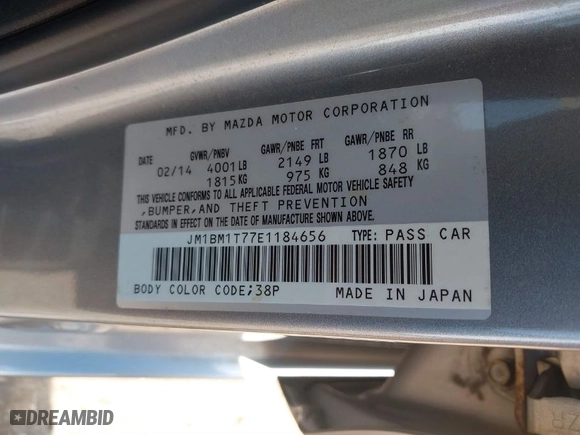 MFD. BY MAZDA MOTOR CORPORATION
DATE GVWR/PNBV GAWR/PNBE FRT GAWR/PNBE RR
02/14 4001 LB 2149 LB 1870 LB
1815 KG 975 KG 848 KG
THIS VEHICLE CONFORMS TO ALL APPLICABLE FEDERAL MOTOR VEHICLE SAFETY
,BUMPER,AND THEFT PREVENTION
STANDARDS IN EFFECT ON THE DATE OF MANUFACTURE SHOWN ABOVE.
JM1BM1T77E1184656 TYPE: PASS CAR
BODY COLOR CODE;38P MADE IN JAPAN
ZR
DREAMBID